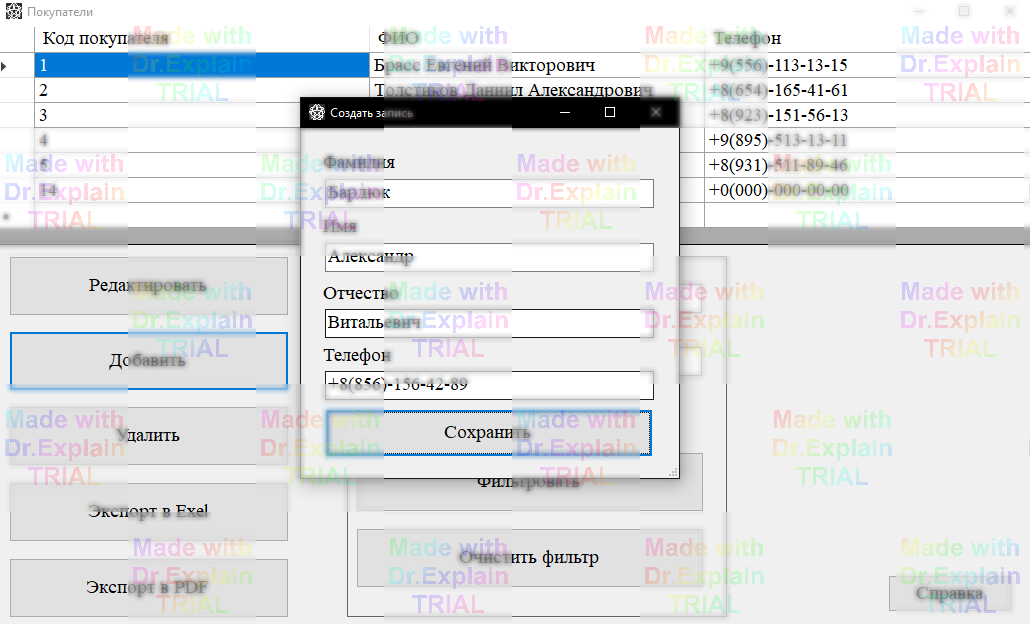 Покупатели
Код покупателя ФИО Телефон
1 Брасс Евгений Викторович +9(556)-113-13-15
2 Толстиков Даниил Александрович +8(654)-165-41-61
3 +8(923)-151-56-13
4 +9(895)-513-13-11
5 +8(931)-511-89-46
14 +0(000)-000-00-00
Создать запись
Фамилия
Бардюк
Имя
Александр
Отчество
Витальевич
Телефон
+8(856)-156-42-89
Сохранить
Редактировать
Добавить
Удалить
Экспорт в Exel
Экспорт в PDF
Фильтровать
Очистить фильтр
Справка
Made with
Dr.Explain
TRIAL